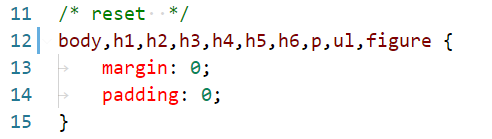 11 /* reset  */
12 body,h1,h2,h3,h4,h5,h6,p,ul,figure {
13 margin: 0;
14 padding: 0;
15 }